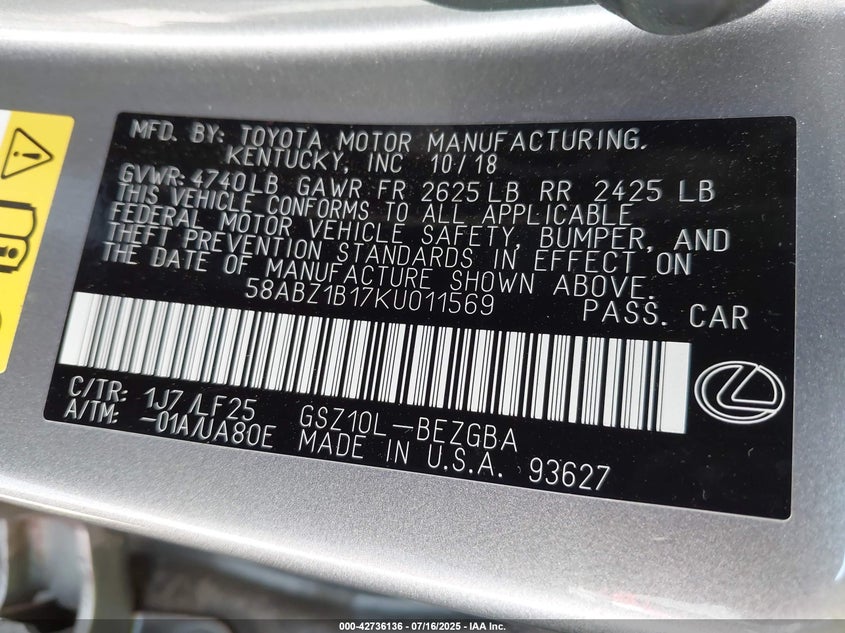 MFD. BY: TOYOTA MOTOR MANUFACTURING.
KENTUCKY, INC 10/18
GVWR: 4740LB GAWR FR 2625 LB RR 2425 LB
THIS VEHICLE CONFORMS TO ALL APPLICABLE
FEDERAL MOTOR VEHICLE SAFETY, BUMPER, AND
THEFT PREVENTION STANDARDS IN EFFECT ON
THE DATE OF MANUFACTURE SHOWN ABOVE.
58ABZ1B17KU011569 PASS. CAR
C/TR: 1J7/LF25 GSZ10L-BEZGBA
A/TM: -01A/UA80E MADE IN U.S.A. 93627
000-42736136 - 07/16/2025 - IAA Inc.